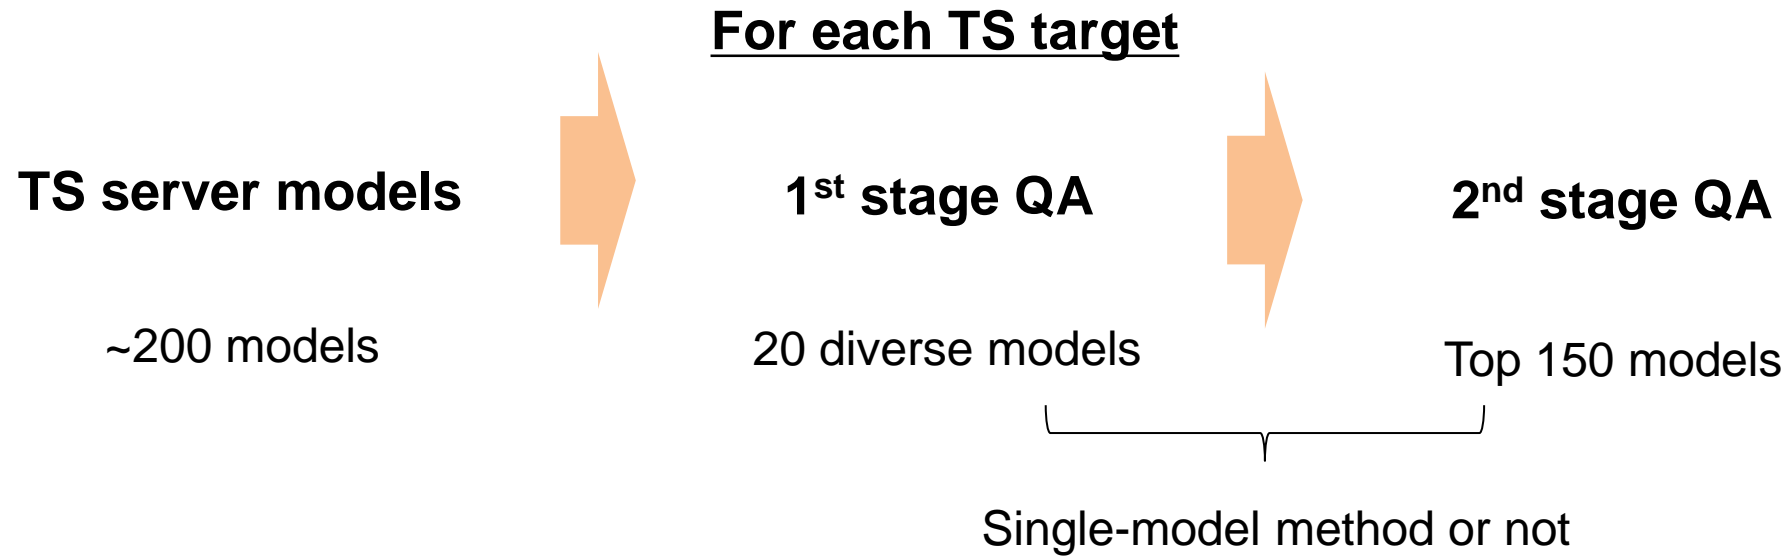 For each TS target
TS server models
1st stage QA
2nd stage QA
~200 models
20 diverse models
Top 150 models
Single-model method or not